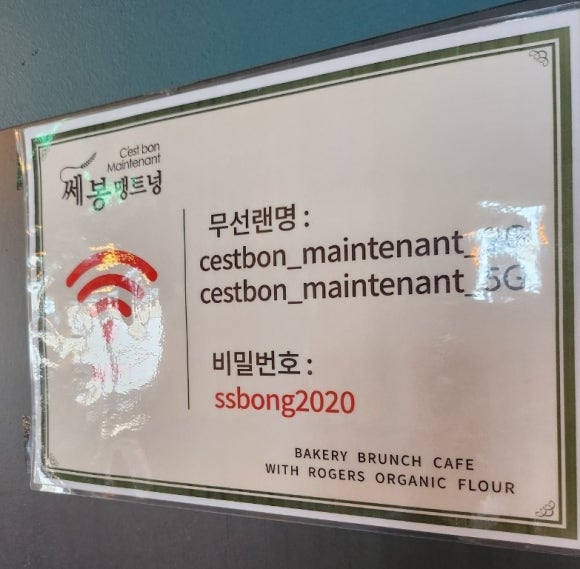 C'est bon
Maintenant
쎄봉 맹트넝
무선랜명 :
cestbon_maintenant_
cestbon_maintenant_5G
비밀번호 :
ssbong2020
BAKERY BRUNCH CAFE
WITH ROGERS ORGANIC FLOUR